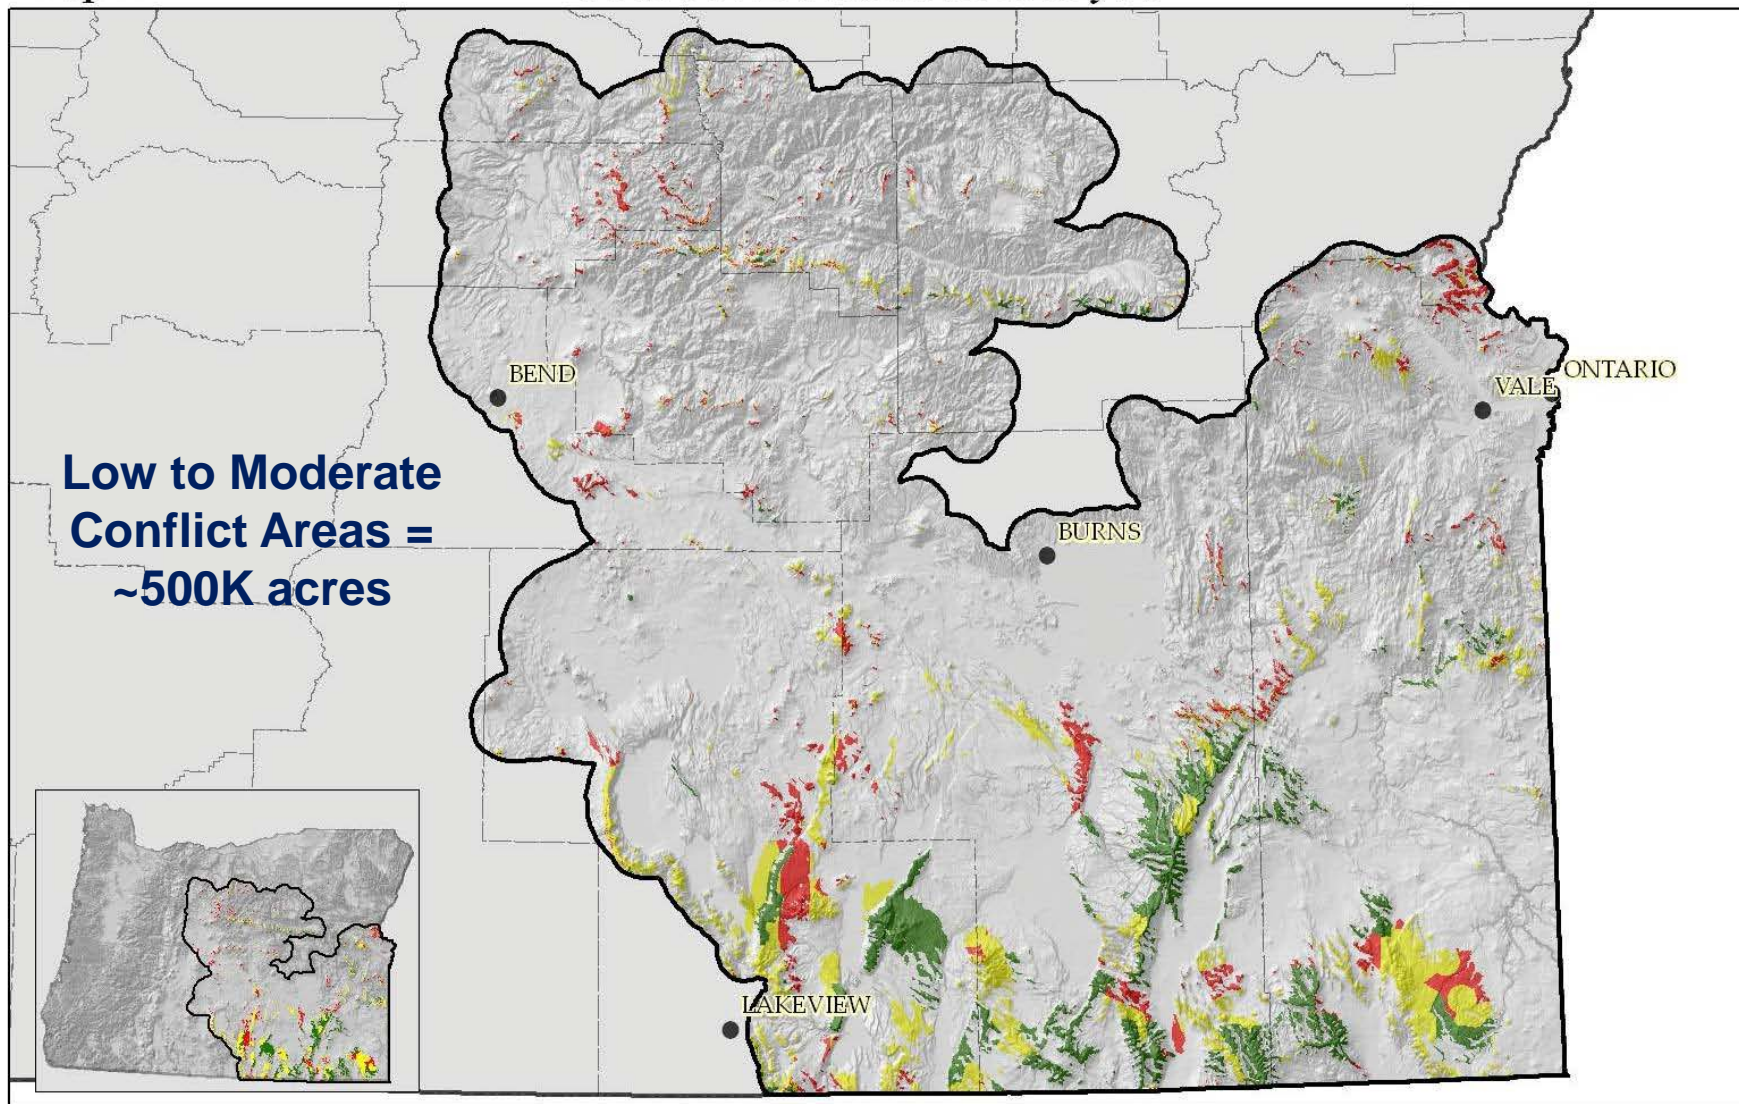 BEND
ONTARIO
VALE
Low to Moderate
Conflict Areas =
~500K acres
BURNS
LAKEVIEW